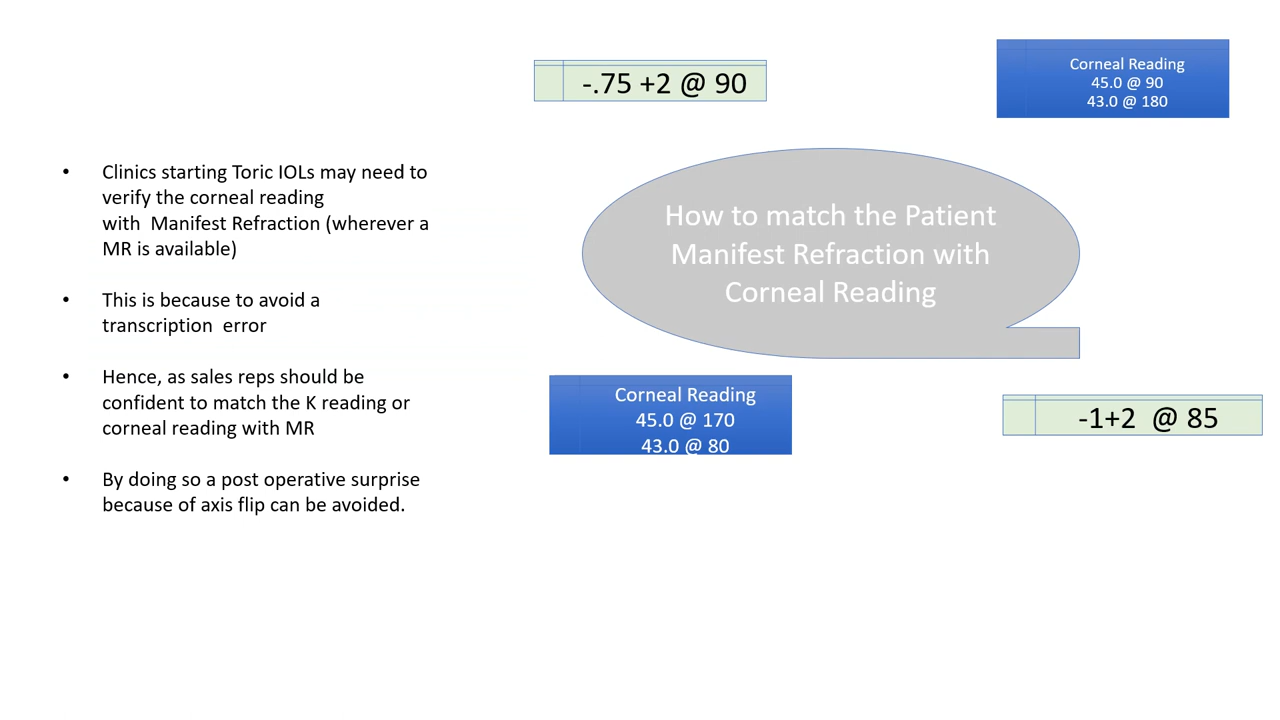 -.75 +2 @ 90
Corneal Reading
45.0 @ 90
43.0 @ 180
• Clinics starting Toric IOLs may need to
verify the corneal reading
with  Manifest Refraction (wherever a
MR is available)
• This is because to avoid a
transcription  error
• Hence, as sales reps should be
confident to match the K reading or
corneal reading with MR
• By doing so a post operative surprise
because of axis flip can be avoided.
How to match the Patient
Manifest Refraction with
Corneal Reading
Corneal Reading
45.0 @ 170
43.0 @ 80
-1+2  @ 85